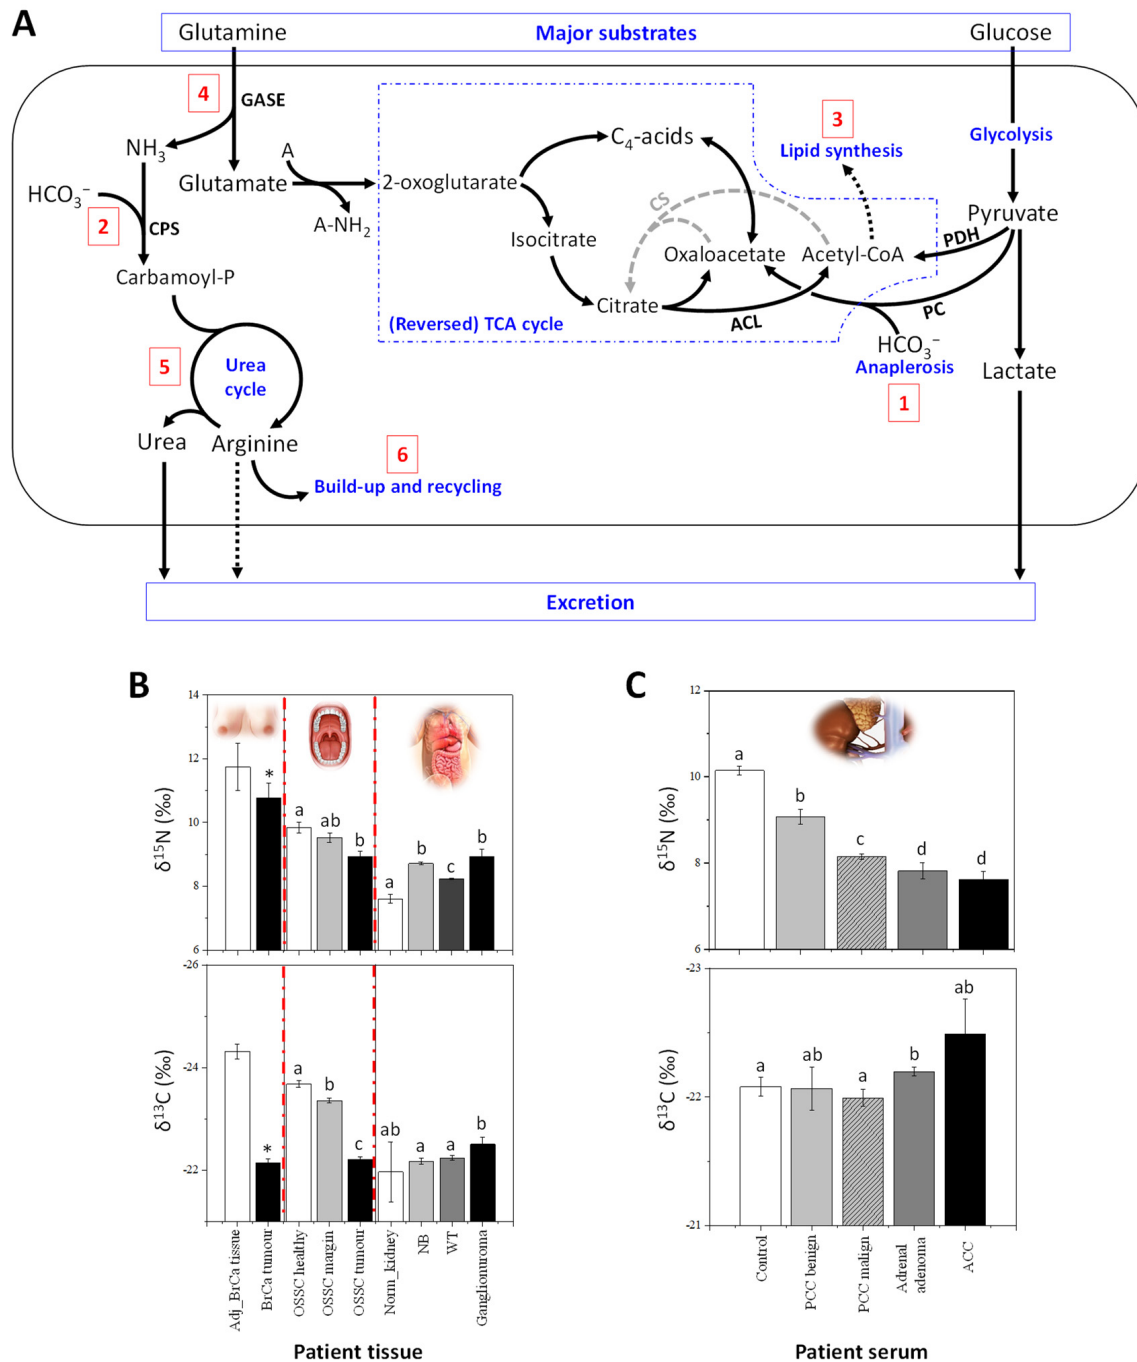 A
Glutamine
Major substrates
Glucose
4
GASE
3
NH₃
A
C₄-acids
Lipid synthesis
Glycolysis
HCO₃⁻
Glutamate
2-oxoglutarate
CS
Pyruvate
2
CPS
A-NH₂
Isocitrate
PDH
Carbamoyl-P
Oxaloacetate
Acetyl-CoA
Citrate
PC
(Reversed) TCA cycle
ACL
HCO₃⁻
5
Urea
cycle
Anaplerosis
Lactate
1
Urea
Arginine
6
Build-up and recycling
Excretion
B
14
12
10
8
6
δ¹⁵N (‰)
*
a
ab
b
a
b
c
b
-26
-24
-22
δ¹³C (‰)
*
a
b
c
ab
a
a
b
Adj_BrCa tissue
BrCa tumour
OSSC healthy
OSSC margin
OSSC tumour
Norm_kidney
NB
WT
Ganglionuroma
Patient tissue
C
12
10
8
6
δ¹⁵N (‰)
a
b
c
d
d
-23
-22
-21
δ¹³C (‰)
a
ab
a
b
ab
Control
PCC benign
PCC malign
Adrenal
adenoma
ACC
Patient serum